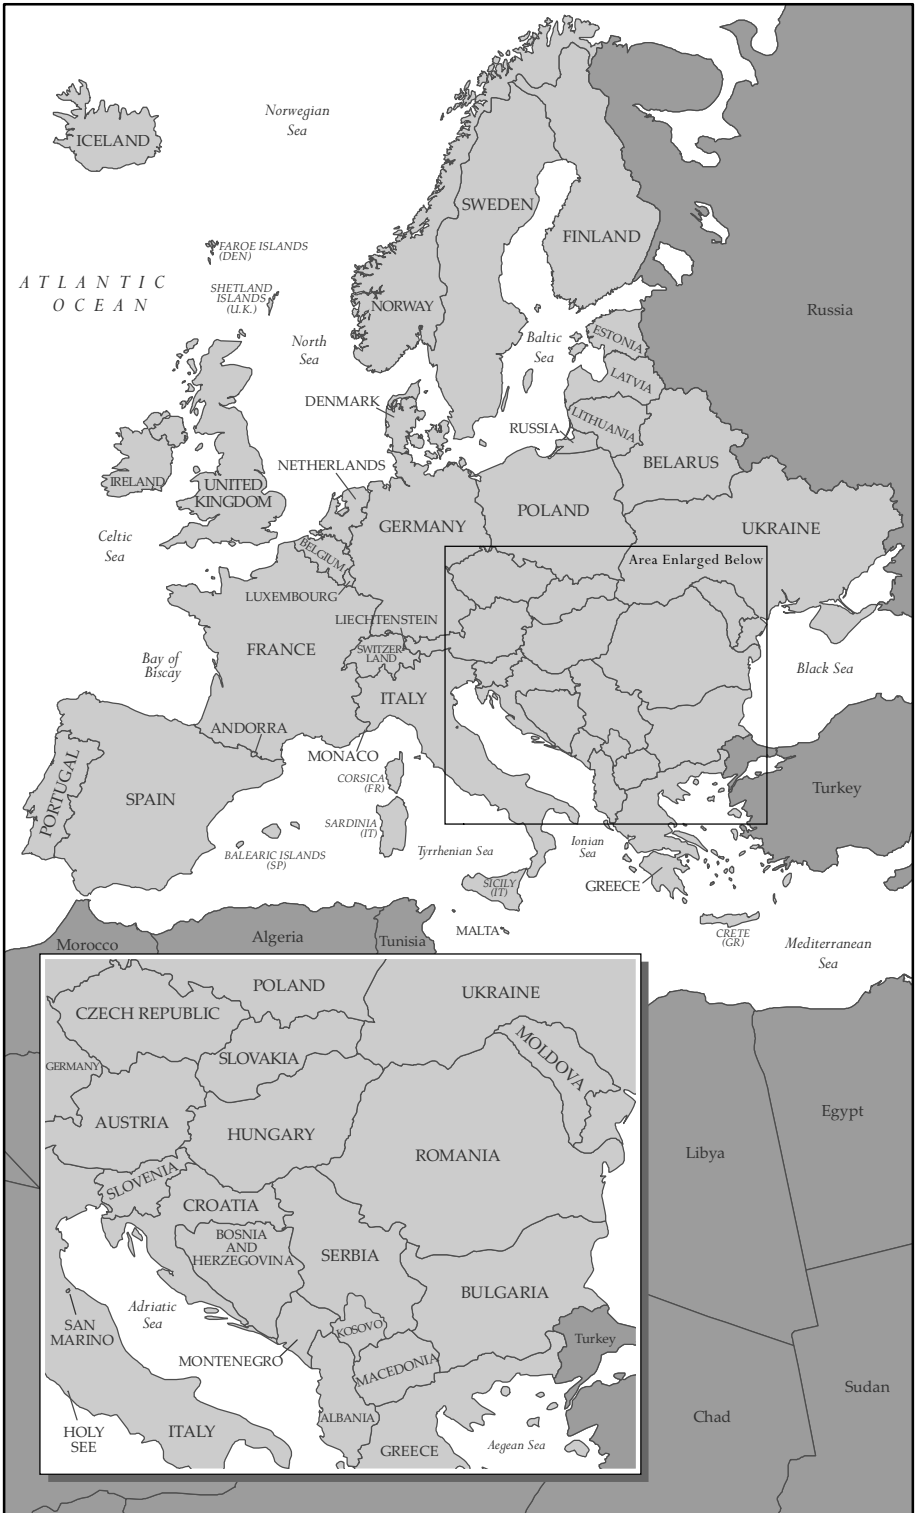 ICELAND
Norwegian
Sea
SWEDEN
FINLAND
FAROE ISLANDS
(DEN)
ATLANTIC
OCEAN
SHETLAND
ISLANDS
(U.K.)
NORWAY
Russia
North
Sea
Baltic
Sea
ESTONIA
LATVIA
DENMARK
LITHUANIA
RUSSIA
BELARUS
NETHERLANDS
IRELAND
UNITED
KINGDOM
GERMANY
POLAND
UKRAINE
Celtic
Sea
BELGIUM
Area Enlarged Below
LUXEMBOURG
LIECHTENSTEIN
FRANCE
SWITZER-
LAND
Bay of
Biscay
Black Sea
ITALY
ANDORRA
MONACO
CORSICA
(FR)
PORTUGAL
SPAIN
Turkey
SARDINIA
(IT)
BALEARIC ISLANDS
(SP)
Tyrrhenian Sea
Ionian
Sea
SICILY
(IT)
GREECE
MALTA
CRETE
(GR)
Morocco
Algeria
Tunisia
Mediterranean
Sea
POLAND
UKRAINE
CZECH REPUBLIC
MOLDOVA
SLOVAKIA
GERMANY
AUSTRIA
HUNGARY
ROMANIA
SLOVENIA
CROATIA
BOSNIA
AND
HERZEGOVINA
SERBIA
BULGARIA
Adriatic
Sea
SAN
MARINO
KOSOVO
Turkey
MONTENEGRO
MACEDONIA
ALBANIA
HOLY
SEE
ITALY
GREECE
Aegean Sea
Libya
Egypt
Chad
Sudan